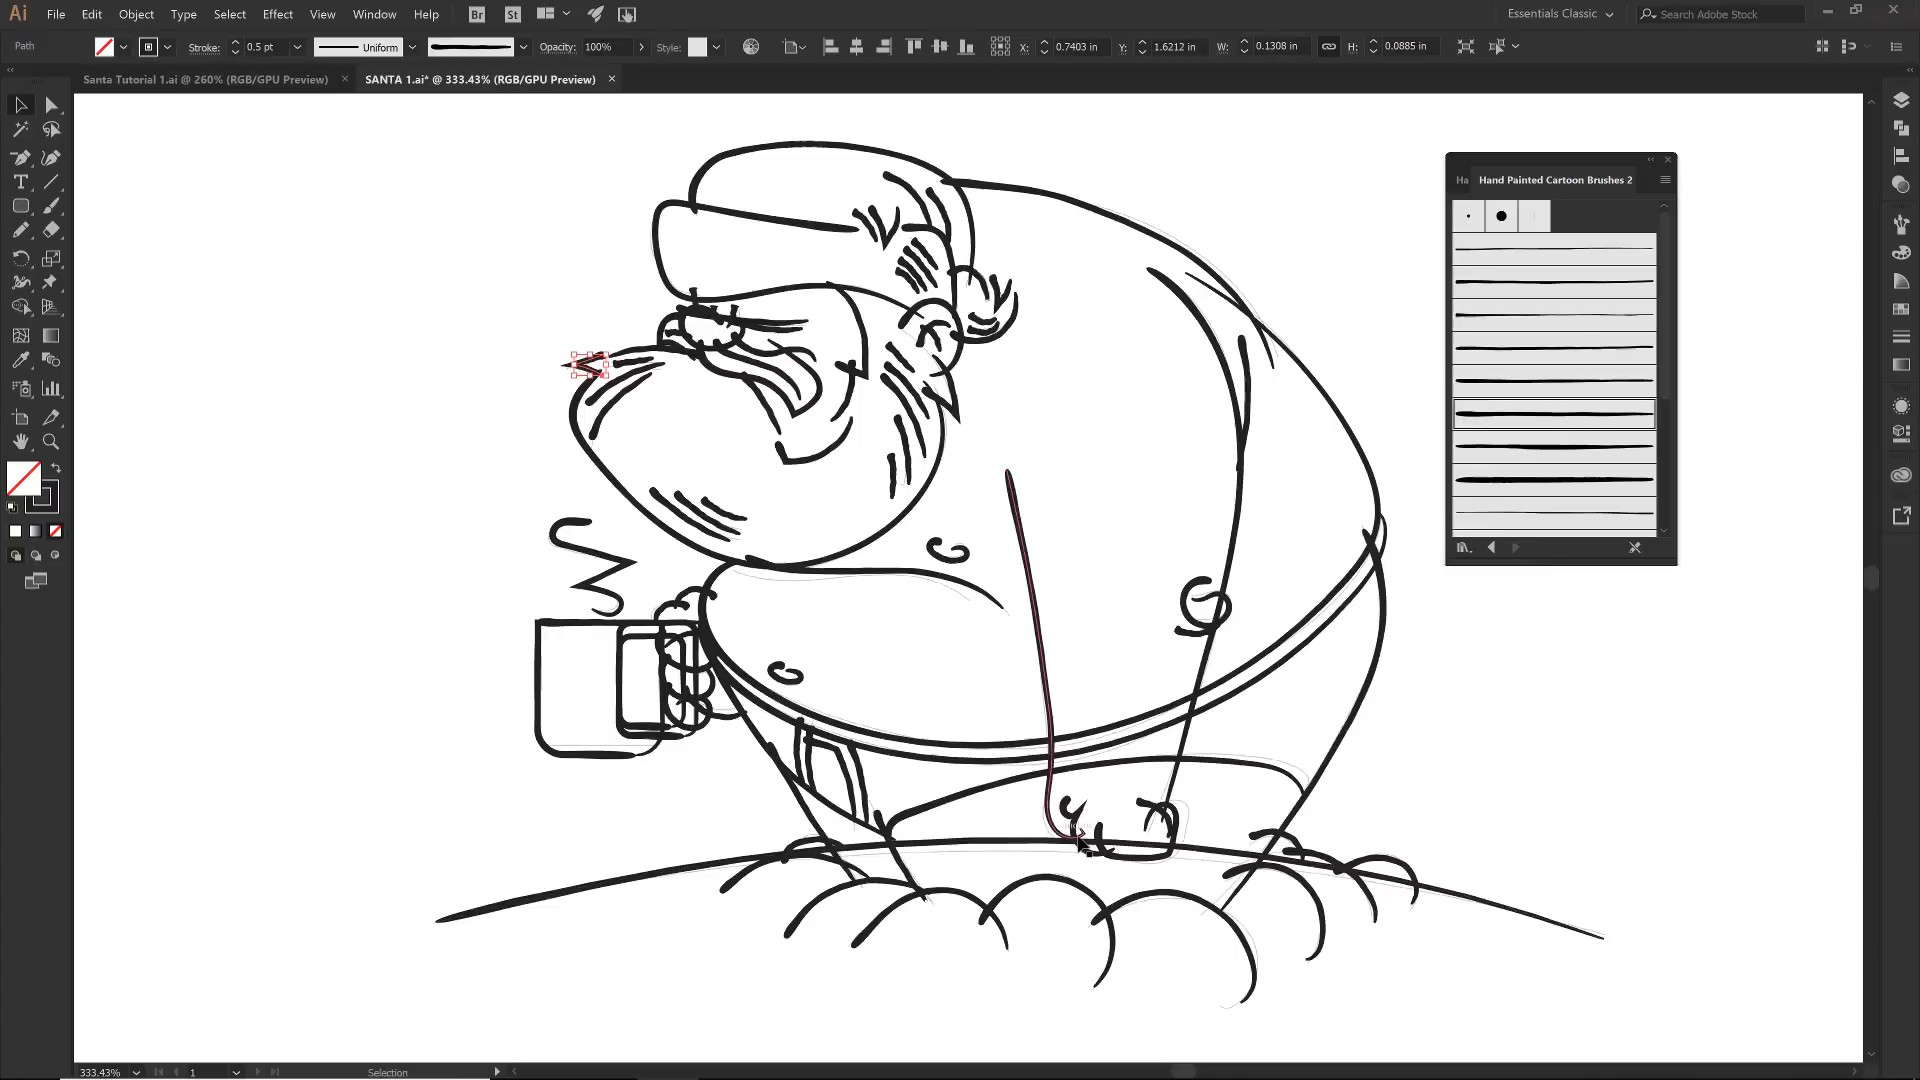 Ai File Edit Object Type Select Effect View Window Help Br St Essentials Classic Search Adobe Stock
Path Stroke: 0.5 pt Uniform Opacity: 100% Style: X: 0.7403 in Y: 1.6212 in W: 0.1308 in H: 0.0885 in
Santa Tutorial 1.ai @ 260% (RGB/GPU Preview) SANTA 1.ai* @ 333.43% (RGB/GPU Preview)
Ha Hand Painted Cartoon Brushes 2
333.43% 1 Selection